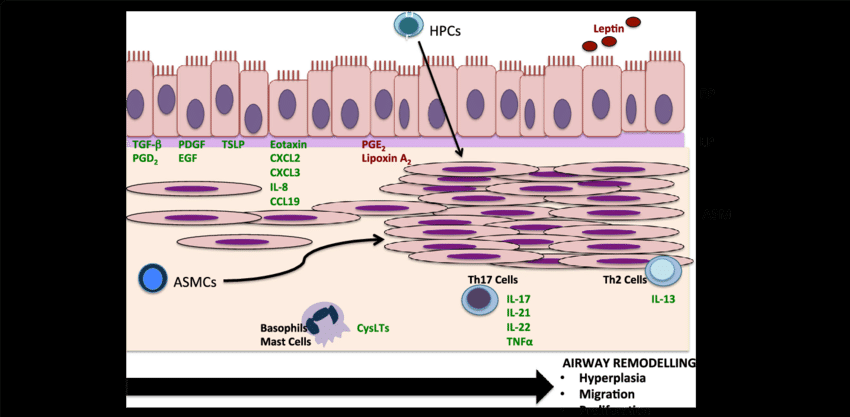 HPCs
Leptin
TGF-β
PGD2
PDGF
EGF
TSLP
Eotaxin
CXCL2
CXCL3
IL-8
CCL19
PGE2
Lipoxin A2
ASMCs
Basophils
Mast Cells
CysLTs
Th17 Cells
IL-17
IL-21
IL-22
TNFα
Th2 Cells
IL-13
AIRWAY REMODELLING
• Hyperplasia
• Migration